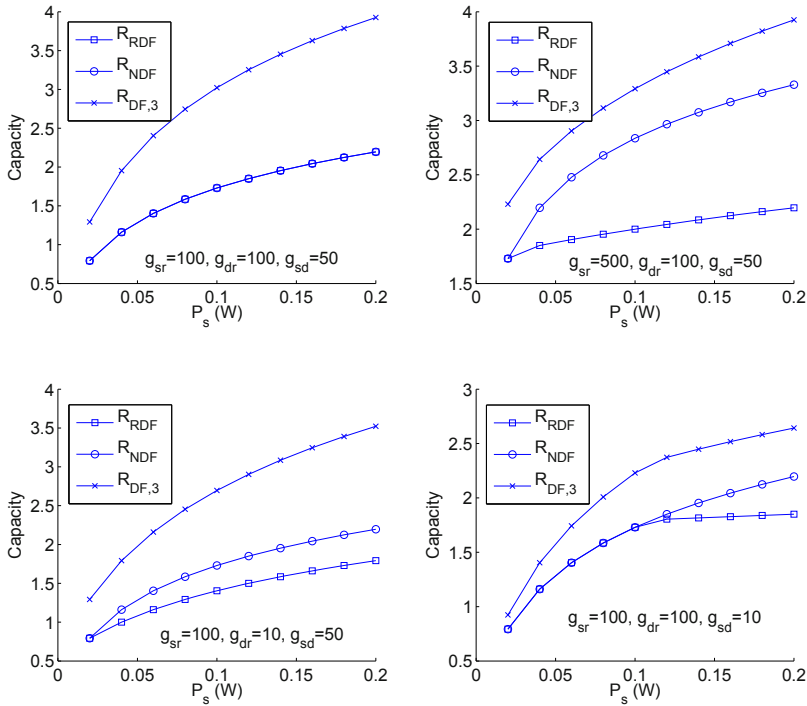 4
3.5
3
2.5
2
1.5
1
0.5
0
0.05
0.1
0.15
0.2
Capacity
P_s (W)
R_RDF
R_NDF
R_DF,3
g_sr=100, g_dr=100, g_sd=50
4
3.5
3
2.5
2
1.5
0
0.05
0.1
0.15
0.2
Capacity
P_s (W)
R_RDF
R_NDF
R_DF,3
g_sr=500, g_dr=100, g_sd=50
4
3.5
3
2.5
2
1.5
1
0.5
0
0.05
0.1
0.15
0.2
Capacity
P_s (W)
R_RDF
R_NDF
R_DF,3
g_sr=100, g_dr=10, g_sd=50
3
2.5
2
1.5
1
0.5
0
0.05
0.1
0.15
0.2
Capacity
P_s (W)
R_RDF
R_NDF
R_DF,3
g_sr=100, g_dr=100, g_sd=10